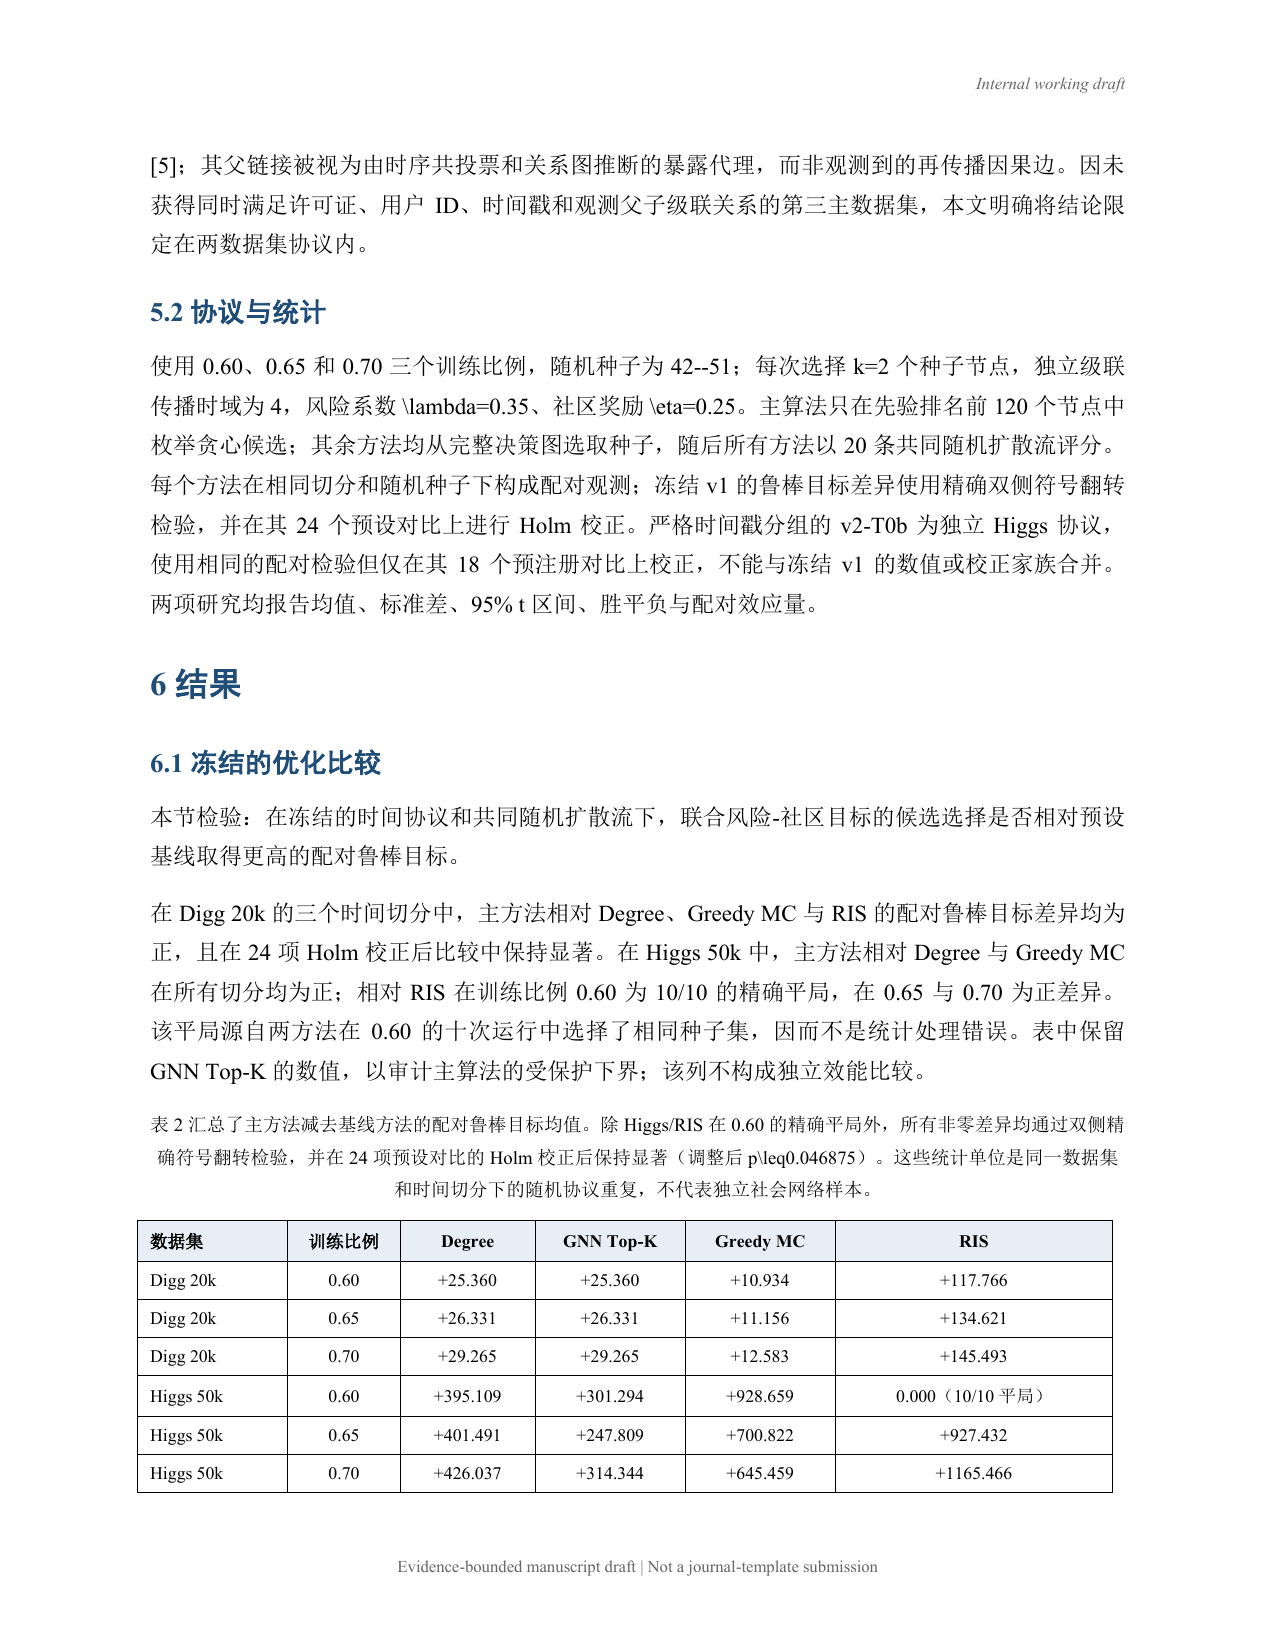 Internal working draft
[5]；其父链接被视为由时序共投票和关系图推断的暴露代理，而非观测到的再传播因果边。因未
获得同时满足许可证、用户 ID、时间戳和观测父子级联关系的第三主数据集，本文明确将结论限
定在两数据集协议内。
5.2 协议与统计
使用 0.60、0.65 和 0.70 三个训练比例，随机种子为 42--51；每次选择 k=2 个种子节点，独立级联
传播时域为 4，风险系数 \lambda=0.35、社区奖励 \eta=0.25。主算法只在先验排名前 120 个节点中
枚举贪心候选；其余方法均从完整决策图选取种子，随后所有方法以 20 条共同随机扩散流评分。
每个方法在相同切分和随机种子下构成配对观测；冻结 v1 的鲁棒目标差异使用精确双侧符号翻转
检验，并在其 24 个预设对比上进行 Holm 校正。严格时间戳分组的 v2-T0b 为独立 Higgs 协议，
使用相同的配对检验但仅在其 18 个预注册对比上校正，不能与冻结 v1 的数值或校正家族合并。
两项研究均报告均值、标准差、95% t 区间、胜平负与配对效应量。
6 结果
6.1 冻结的优化比较
本节检验：在冻结的时间协议和共同随机扩散流下，联合风险-社区目标的候选选择是否相对预设
基线取得更高的配对鲁棒目标。
在 Digg 20k 的三个时间切分中，主方法相对 Degree、Greedy MC 与 RIS 的配对鲁棒目标差异均为
正，且在 24 项 Holm 校正后比较中保持显著。在 Higgs 50k 中，主方法相对 Degree 与 Greedy MC
在所有切分均为正；相对 RIS 在训练比例 0.60 为 10/10 的精确平局，在 0.65 与 0.70 为正差异。
该平局源自两方法在 0.60 的十次运行中选择了相同种子集，因而不是统计处理错误。表中保留
GNN Top-K 的数值，以审计主算法的受保护下界；该列不构成独立效能比较。
表 2 汇总了主方法减去基线方法的配对鲁棒目标均值。除 Higgs/RIS 在 0.60 的精确平局外，所有非零差异均通过双侧精
确符号翻转检验，并在 24 项预设对比的 Holm 校正后保持显著（调整后 p\leq0.046875）。这些统计单位是同一数据集
和时间切分下的随机协议重复，不代表独立社会网络样本。
数据集 训练比例 Degree GNN Top-K Greedy MC RIS
Digg 20k 0.60 +25.360 +25.360 +10.934 +117.766
Digg 20k 0.65 +26.331 +26.331 +11.156 +134.621
Digg 20k 0.70 +29.265 +29.265 +12.583 +145.493
Higgs 50k 0.60 +395.109 +301.294 +928.659 0.000（10/10 平局）
Higgs 50k 0.65 +401.491 +247.809 +700.822 +927.432
Higgs 50k 0.70 +426.037 +314.344 +645.459 +1165.466
Evidence-bounded manuscript draft | Not a journal-template submission